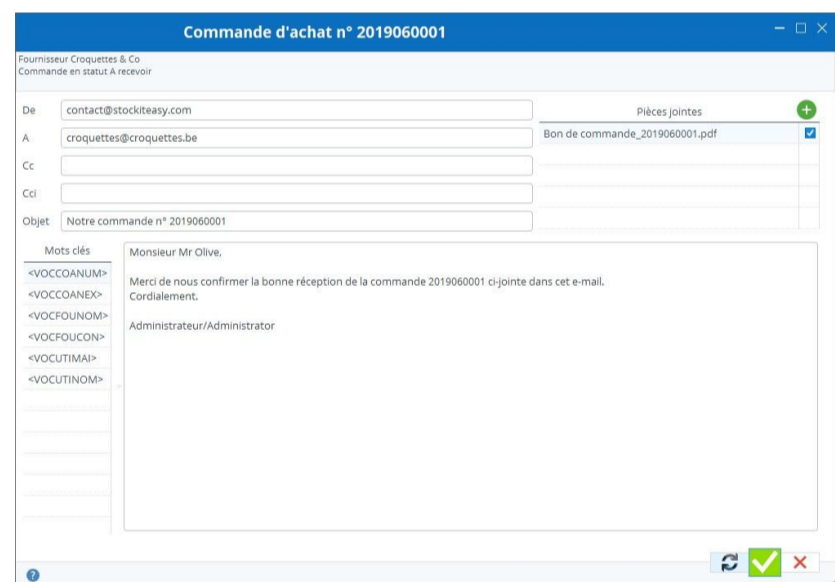 Commande d'achat n° 2019060001
Fournisseur Croquettes & Co
Commande en statut A recevoir
De contact@stockiteasy.com
A croquettes@croquettes.be
Cc
Cci
Objet Notre commande n° 2019060001
Pièces jointes
Bon de commande_2019060001.pdf
Mots clés
<VOCCOANUM>
<VOCCOANEX>
<VOCFOUNOM>
<VOCFOUCON>
<VOCUTIMAI>
<VOCUTINOM>
Monsieur Mr Olive,
Merci de nous confirmer la bonne réception de la commande 2019060001 ci-jointe dans cet e-mail.
Cordialement.
Administrateur/Administrator